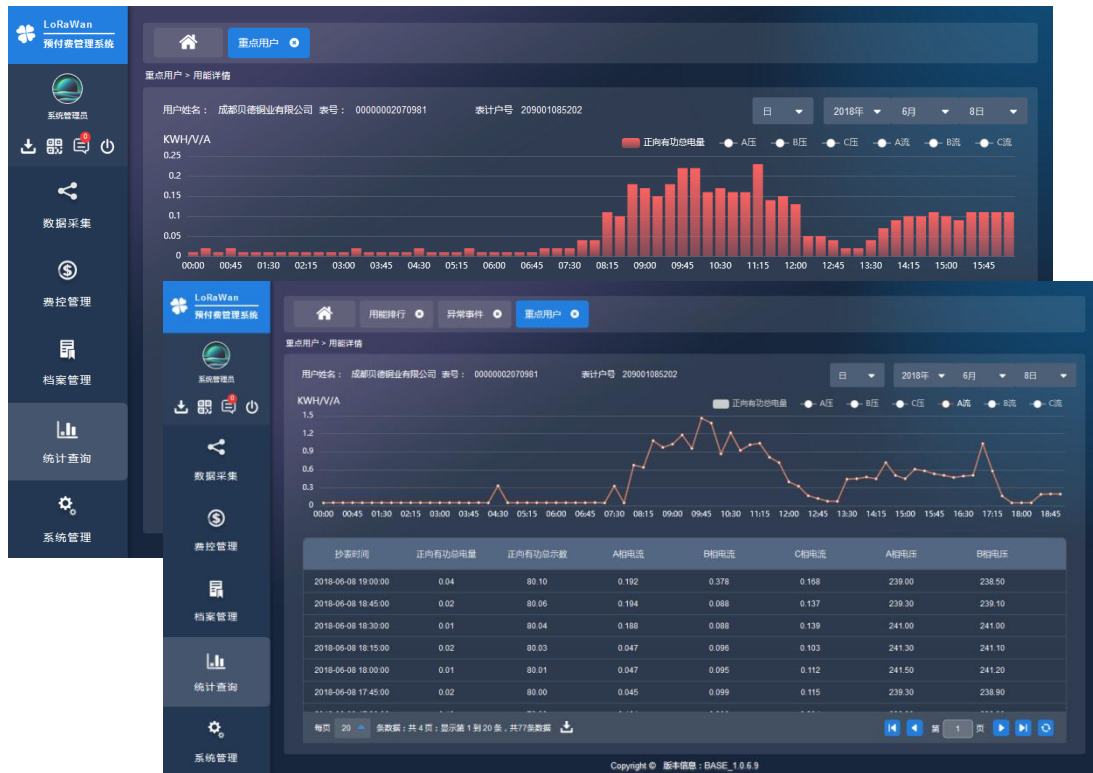 LoRaWan
预付费管理系统
重点用户
重点用户 > 用能详情
系统管理员
0
用户姓名： 成都贝德铜业有限公司 表号： 00000002070981 表计户号 209001085202
日 2018年 6月 8日
KWH/V/A
正向有功总电量 A压 B压 C压 A流 B流 C流
0.25
0.2
0.15
0.1
0.05
0
00:00 00:45 01:30 02:15 03:00 03:45 04:30 05:15 06:00 06:45 07:30 08:15 09:00 09:45 10:30 11:15 12:00 12:45 13:30 14:15 15:00 15:45
数据采集
费控管理
档案管理
统计查询
系统管理
LoRaWan
预付费管理系统
用能排行 异常事件 重点用户
重点用户 > 用能详情
系统管理员
0
用户姓名： 成都贝德铜业有限公司 表号： 00000002070981 表计户号 209001085202
日 2018年 6月 8日
KWH/V/A
正向有功总电量 A压 B压 C压 A流 B流 C流
1.5
1.2
0.9
0.6
0.3
0
00:00 00:45 01:30 02:15 03:00 03:45 04:30 05:15 06:00 06:45 07:30 08:15 09:00 09:45 10:30 11:15 12:00 12:45 13:30 14:15 15:00 15:45 16:30 17:15 18:00 18:45
数据采集
费控管理
档案管理
统计查询
系统管理
抄表时间 正向有功总电量 正向有功总示数 A相电流 B相电流 C相电流 A相电压 B相电压
2018-06-08 19:00:00 0.04 80.10 0.192 0.378 0.168 239.00 238.50
2018-06-08 18:45:00 0.02 80.06 0.194 0.088 0.137 239.30 239.10
2018-06-08 18:30:00 0.01 80.04 0.188 0.088 0.139 241.00 241.00
2018-06-08 18:15:00 0.02 80.03 0.047 0.096 0.103 241.30 241.10
2018-06-08 18:00:00 0.01 80.01 0.047 0.095 0.112 241.50 241.20
2018-06-08 17:45:00 0.02 80.00 0.045 0.099 0.115 239.30 238.90
每页 20 条数据：共 4 页：显示第 1 到 20 条，共77条数据 第 1 页
Copyright © 版本信息：BASE_1.0.6.9